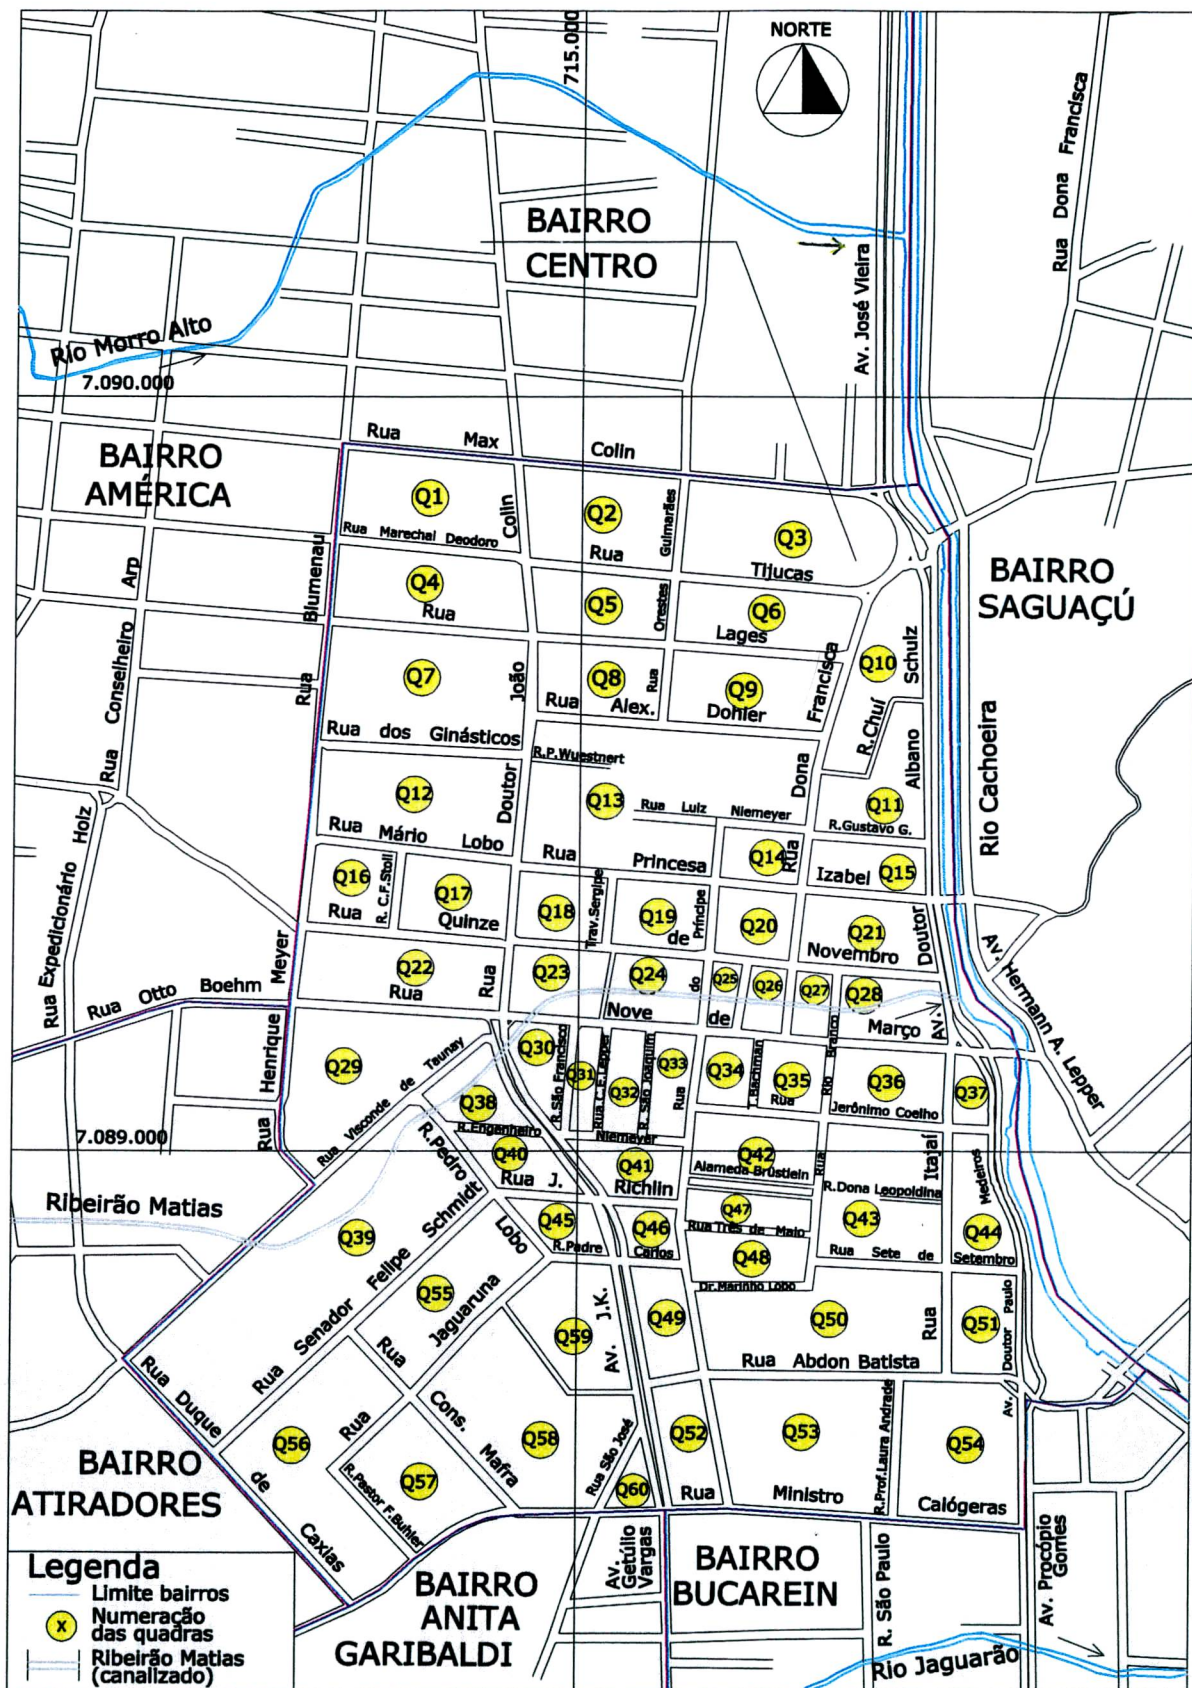 715.000
NORTE
Rua Dona Francisca
BAIRRO
CENTRO
Av. José Vieira
Rio Morro Alto
7.090.000
Rua Max Colin
BAIRRO
AMÉRICA
Q1
Q2
Q3
Rua Marechal Deodoro
Rua Tijucas
BAIRRO
SAGUAÇÚ
Q4
Q5
Q6
Rua Lages
Rua Orestes Guimarães
Rua Blumenau
Rua Conselheiro Arp
Q7
Q8
Q9
Q10
Rua Alex. Dohler
Rua dos Ginásticos
R.P.Wuestnert
R.Chuí
Rua Doutor João Colin
Rua Dona Francisca
Av. Doutor Albano Schulz
Rio Cachoeira
Q12
Q13
Q11
Rua Luiz Niemeyer
R.Gustavo G.
Rua Mário Lobo
Rua Princesa Izabel
Q14
Q15
Q16
Q17
R. C.F.Stoll
Rua Quinze de Novembro
Q18
Q19
Q20
Q21
Trav.Sergipe
Rua do Príncipe
Rua Expedicionário Holz
Rua Otto Boehm
Rua Henrique Meyer
Q22
Q23
Q24
Q25
Q26
Q27
Q28
Rua Nove de Março
Av. Hermann A. Lepper
Q29
Q30
Q31
Q32
Q33
Q34
Q35
Q36
Q37
Rua Visconde de Taunay
R.São Francisco
Rua C.E.Lepper
R. São Joaquim
T.Bachman
Rua Rio Branco
Rua Jerônimo Coelho
Q38
R.Engenheiro Niemeyer
7.089.000
Q40
Q41
Q42
Alameda Brüstlein
Rua J. Richlin
R.Pedro Lobo
R.Dona Leopoldina
Rua Itajaí
Ribeirão Matias
Q39
Q45
Q46
Q47
Q43
Q44
Rua Três de Maio
R.Padre Carlos
Rua Sete de Setembro
Q48
Dr.Marinho Lobo
Rua Senador Felipe Schmidt
Q55
Rua Jaguaruna
Q59
Av. J.K.
Q49
Q50
Q51
Av. Doutor Paulo Medeiros
Rua Abdon Batista
Rua Duque de Caxias
Q56
Q57
Rua Cons. Mafra
R.Pastor F.Buhler
Q58
Rua São José
Q60
Q52
Q53
R.Prof.Laura Andrade
Q54
Rua Ministro Calógeras
BAIRRO
ATIRADORES
BAIRRO
ANITA
GARIBALDI
Av.
Getúlio
Vargas
BAIRRO
BUCAREIN
R. São Paulo
Av. Procópio
Gomes
Rio Jaguarão
Legenda
Limite bairros
x
Numeração
das quadras
Ribeirão Matias
(canalizado)